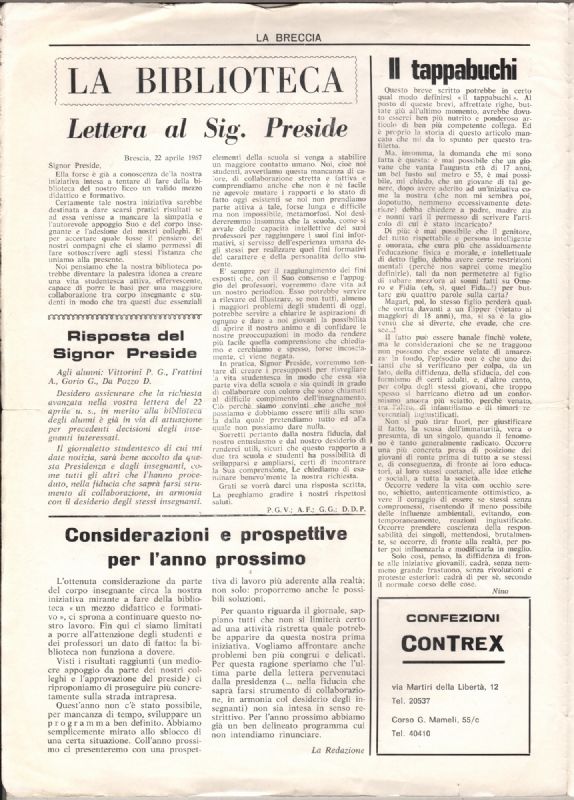 LA BRECCIA
LA BIBLIOTECA
Lettera al Sig. Preside
Brescia, 22 aprile 1967
Signor Preside,
Ella forse è già a conoscenza della nostra
iniziativa intesa a tentare di fare della bi-
blioteca del nostro liceo un valido mezzo
didattico e formativo.
Certamente tale nostra iniziativa sarebbe
destinata a dare scarsi pratici risultati se
ad essa venisse a mancare la simpatia e
l'autorevole appoggio Suo e del corpo inse-
gnante e l'adesione dei nostri colleghi. E'
per accertare quale fosse il pensiero dei
nostri compagni che ci siamo permessi di
fare sottoscrivere agli stessi l'istanza che
uniamo alla presente.
Noi pensiamo che la nostra biblioteca po-
trebbe diventare la palestra idonea a creare
una vita studentesca attiva, effervescente,
capace di porre le basi per una maggiore
collaborazione tra corpo insegnante e stu-
denti in modo che tra questi due essenziali
elementi della scuola si venga a stabilire
un maggiore contatto umano. Noi, cioè noi
studenti, avvertiamo questa mancanza di ca-
lore, di collaborazione stretta e fattiva e
comprendiamo anche che non è nè facile
nè agevole mutare i rapporti e lo stato di
fatto oggi esistenti se noi non prendiamo
parte attiva a tale, forse lunga e difficile
ma non impossibile, metamorfosi. Noi desi-
dereremmo insomma che la scuola, come si
avvale delle capacità intellettive dei suoi
professori per raggiungere i suoi fini infor-
mativi, si servisse dell'esperienza umana de-
gli stessi per realizzare quei fini formativi
del carattere e della personalità dello stu-
dente.
E' sempre per il raggiungimento dei fini
esposti che, con il Suo consenso e l'appog-
gio dei professori, vorremmo dare vita ad
un nostro periodico. Esso potrebbe servirci
a rilevare ed illustrare, se non tutti, almeno
i maggiori problemi degli studenti di oggi,
potrebbe servire a chiarire le aspirazioni di
ognuno e dare a noi giovani la possibilità
di aprire il nostro animo e di confidare le
nostre preoccupazioni in modo da rendere
più facile quella comprensione che chiedia-
mo e cerchiamo e spesso, forse inconscia-
mente, ci viene negata.
In pratica, Signor Preside, vorremmo ten-
tare di creare i presupposti per risvegliare
la vita studentesca in modo che essa sia
parte viva della scuola e sia quindi in grado
di collaborare con coloro che sono chiamati
al difficile compimento dell'insegnamento.
Ciò perchè siamo convinti che anche noi
possiamo e dobbiamo essere utili alla scuo-
la dalla quale pretendiamo tutto ed alla
quale noi possiamo dare nulla.
Sorretti pertanto dalla nostra fiducia, dal
nostro entusiasmo e dal nostro desiderio di
renderci utili, sicuri che questo rapporto a
due tra scuola e studenti ha possibilità di
svilupparsi e ampliarsi, certi di incontrare
la Sua comprensione, Le chiediamo di esa-
minare benevolmente la nostra richiesta.
Grati se vorrà darci una risposta scritta,
La preghiamo gradire i nostri rispettosi
saluti.
P. G. V.; A. F.; G. G.; D. D. P.
Risposta del
Signor Preside
Agli alunni: Vittorini P. G., Frattini
A., Gorio G., Da Pozzo D.
Desidero assicurare che la richiesta
avanzata nella vostra lettera del 22
aprile u. s., in merito alla biblioteca
degli alunni è già in via di attuazione
per precedenti decisioni degli inse-
gnanti interessati.
Il giornaletto studentesco di cui mi
date notizia, sarà bene accolto da que-
sta Presidenza e dagli insegnanti, co-
me tutti gli altri che l'hanno prece-
duto, nella fiducia che saprà farsi stru-
mento di collaborazione, in armonia
con il desiderio degli stessi insegnanti.
Considerazioni e prospettive
per l'anno prossimo
L'ottenuta considerazione da parte
del corpo insegnante circa la nostra
iniziativa mirante a fare della biblio-
teca « un mezzo didattico e formati-
vo », ci sprona a continuare questo no-
stro lavoro. Fin qui ci siamo limitati
a porre all'attenzione degli studenti e
dei professori un dato di fatto: la bi-
blioteca non funziona a dovere.
Visti i risultati raggiunti (un medio-
cre appoggio da parte dei nostri col-
leghi e l'approvazione del preside) ci
riproponiamo di proseguire più concre-
tamente sulla strada intrapresa.
Quest'anno non c'è stato possibile,
per mancanza di tempo, sviluppare un
programma ben definito. Abbiamo
semplicemente mirato allo sblocco di
una certa situazione. Coll'anno prossi-
mo ci presenteremo con una prospet-
tiva di lavoro più aderente alla realtà;
non solo: proporremo anche le possi-
bili soluzioni.
Per quanto riguarda il giornale, sap-
piano tutti che non si limiterà certo
ad una attività ristretta quale potreb-
be apparire da questa nostra prima
iniziativa. Vogliamo affrontare anche
problemi ben più congrui e delicati.
Per questa ragione speriamo che l'ul-
tima parte della lettera pervenutaci
dalla presidenza (... nella fiducia che
saprà farsi strumento di collaborazio-
ne, in armonia col desiderio degli in-
segnanti) non sia intesa in senso re-
strittivo. Per l'anno prossimo abbiamo
già un ben delineato programma cui
non intendiamo rinunciare.
La Redazione
Il tappabuchi
Questo breve scritto potrebbe in certo
qual modo definirsi « il tappabuchi ». Al
posto di queste brevi, affrettate righe, but-
tate giù all'ultimo momento, avrebbe dovu-
to esserci ben più nutrito e ponderoso ar-
ticolo di ben più competente collega. Ed
è proprio la storia di questo articolo man-
cato che mi dà lo spunto per questo tra-
filetto.
Ma, insomma, la domanda che mi sono
fatta è questa: è mai possibile che un gio-
vane che vanta l'augusta età di 17 anni,
un bel fusto sul metro e 55, è mai possi-
bile, mi chiedo, che un giovane di tal ge-
nere, dopo avere aderito ad un'iniziativa co-
me la nostra (che non mi sembra poi,
dopotutto, nemmeno eccessivamente dete-
riore) debba chiedere a padre, madre zia
e nonni vari il permesso di scrivere l'arti-
colo di cui è stato incaricato?
Di più: è mai possibile che il genitore,
del tutto rispettabile e persona intelligente
e onorata, che cura più che assiduamente
l'educazione fisica e morale, e intellettuale
di detto figlio, debba avere certe restrizioni
mentali (perchè non saprei come meglio
definirle), tali da non permettere al figlio
di rubare mezz'ora ai sonni fatti su Ome-
ro e Fidia (eh, sì, quel Fidia...!) per but-
tare giù quattro parole sulla carta?
Magari, poi, lo stesso figlio perderà qual-
che oretta davanti a un flipper (vietato ai
maggiori di 18 anni), ma, si sa è la gio-
ventù che si diverte, che evade, che cre-
sce...!
Il fatto può essere banale finchè volete,
ma le considerazioni che se ne traggono
non possono che essere velate di amarez-
za: in fondo, l'episodio non è che uno dei
tanti che si verificano per colpa, da un
lato, della diffidenza, della sfiducia, del con-
formismo di certi adulti, e, d'altro canto,
per colpa degli stessi giovani, che troppo
spesso si barricano dietro ad un confor-
mismo ancora più sciatto, perchè venato,
tra l'altro, di infantilismo e di timori re-
verenziali ingiustificati.
Non si può tirar fuori, per giustificare
il fatto, la scusa dell'immaturità, vera o
presunta, di un singolo, quando il fenome-
no è tanto generalmente radicato. Occorre
una più concreta presa di posizione dei
giovani di fronte prima di tutto a se stessi
e, di conseguenza, di fronte ai loro educa-
tori, al loro stessi coetanei, alle idee etiche
e sociali, a tutta la società.
Occorre vedere la vita con occhio sere-
no, schietto, autenticamente ottimistico, a-
vere il coraggio di essere se stessi senza
compromessi, risentendo il meno possibile
delle influenze ambientali, evitando, con-
temporaneamente, reazioni ingiustificate.
Occorre prendere coscienza della respon-
sabilità dei singoli, mettendosi, brutalmen-
te, se occorre, di fronte alla realtà, per po-
ter poi influenzarla e modificarla in meglio.
Solo così, penso, la diffidenza di fron-
te alle iniziative giovanili, cadrà, senza nem-
meno grande frastuono, senza rivoluzioni e
proteste esteriori: cadrà di per sè, secondo
il normale corso delle cose.
Nino
CONFEZIONI
CONTREX
via Martiri della Libertà, 12
Tel. 20537
Corso G. Mameli, 55/c
Tel. 40410